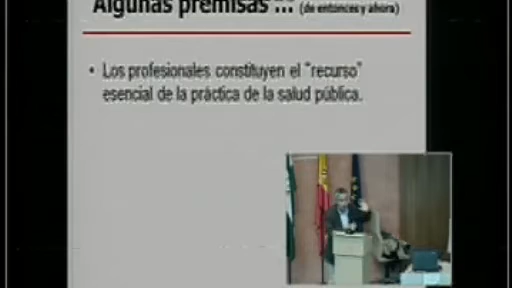 Algunas premisas ... (de entonces y ahora)
• Los profesionales constituyen el "recurso"
esencial de la práctica de la salud pública.